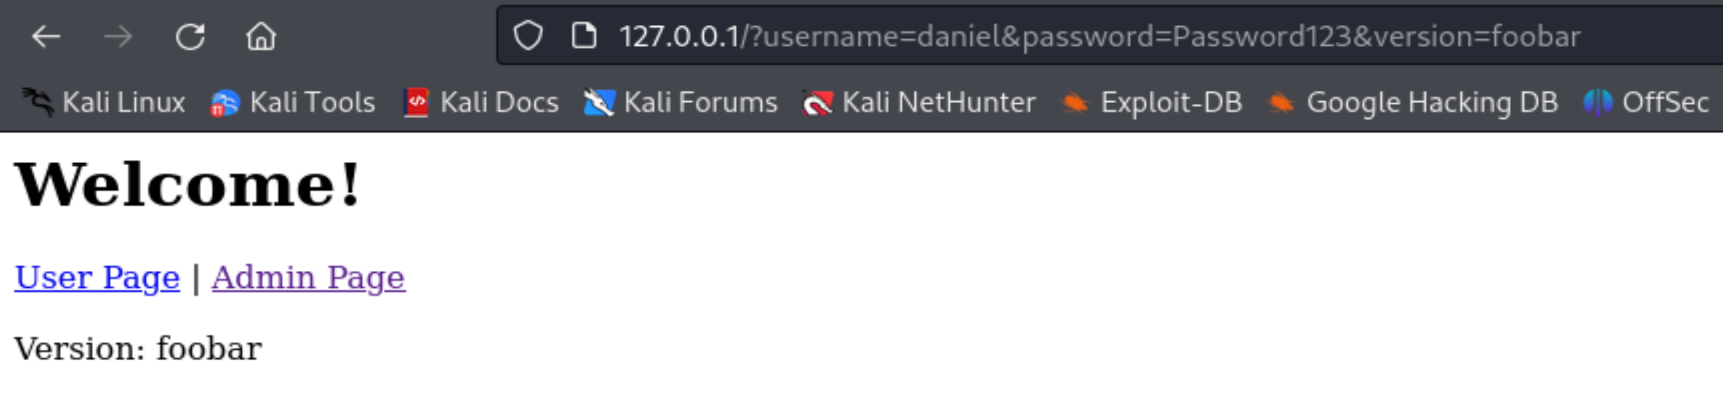 127.0.0.1/?username=daniel&password=Password123&version=foobar
Kali Linux Kali Tools Kali Docs Kali Forums Kali NetHunter Exploit-DB Google Hacking DB OffSec
Welcome!
User Page | Admin Page
Version: foobar